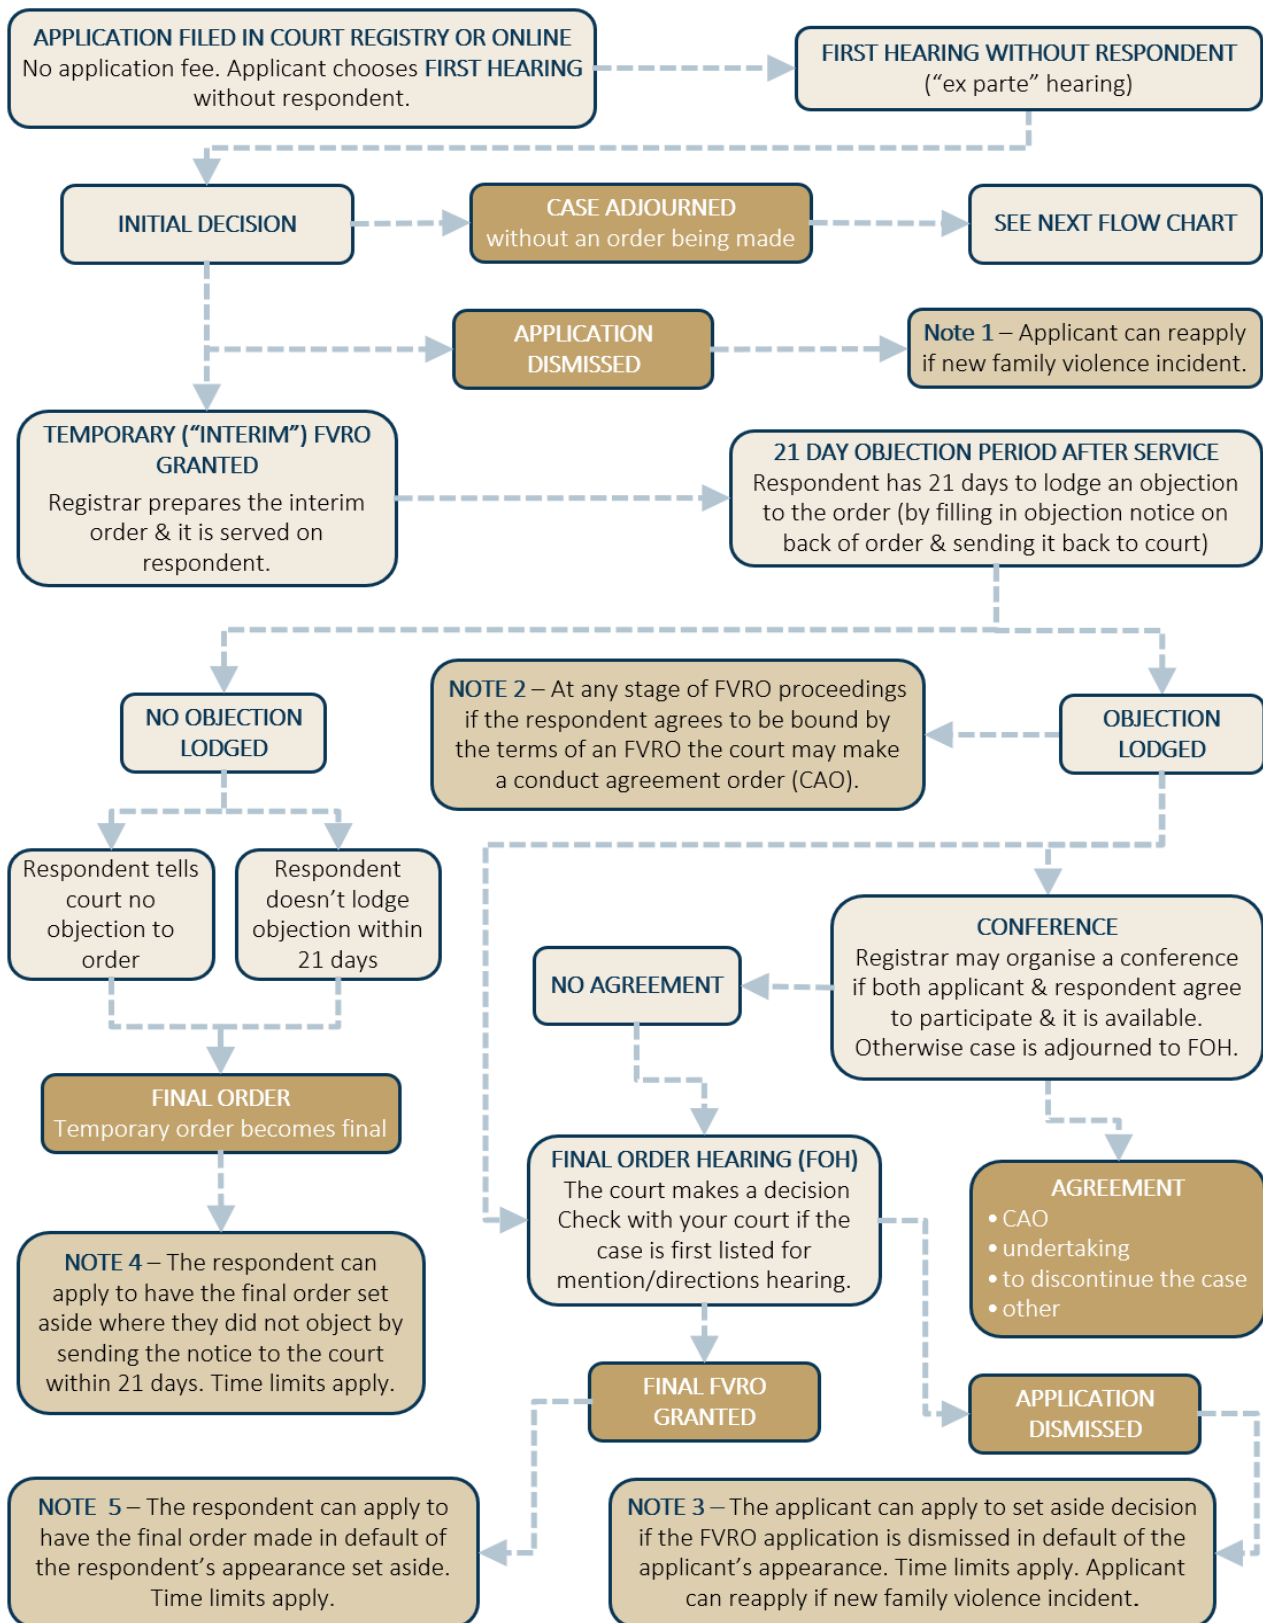 APPLICATION FILED IN COURT REGISTRY OR ONLINE
No application fee. Applicant chooses FIRST HEARING
without respondent.
FIRST HEARING WITHOUT RESPONDENT
(“ex parte” hearing)
INITIAL DECISION
CASE ADJOURNED
without an order being made
SEE NEXT FLOW CHART
APPLICATION
DISMISSED
Note 1 – Applicant can reapply
if new family violence incident.
TEMPORARY (“INTERIM”) FVRO
GRANTED
Registrar prepares the interim
order & it is served on
respondent.
21 DAY OBJECTION PERIOD AFTER SERVICE
Respondent has 21 days to lodge an objection
to the order (by filling in objection notice on
back of order & sending it back to court)
NO OBJECTION
LODGED
NOTE 2 – At any stage of FVRO proceedings
if the respondent agrees to be bound by
the terms of an FVRO the court may make
a conduct agreement order (CAO).
OBJECTION
LODGED
Respondent tells
court no
objection to
order
Respondent
doesn’t lodge
objection within
21 days
NO AGREEMENT
CONFERENCE
Registrar may organise a conference
if both applicant & respondent agree
to participate & it is available.
Otherwise case is adjourned to FOH.
FINAL ORDER
Temporary order becomes final
FINAL ORDER HEARING (FOH)
The court makes a decision
Check with your court if the
case is first listed for
mention/directions hearing.
AGREEMENT
• CAO
• undertaking
• to discontinue the case
• other
NOTE 4 – The respondent can
apply to have the final order set
aside where they did not object by
sending the notice to the court
within 21 days. Time limits apply.
FINAL FVRO
GRANTED
APPLICATION
DISMISSED
NOTE 5 – The respondent can apply to
have the final order made in default of
the respondent’s appearance set aside.
Time limits apply.
NOTE 3 – The applicant can apply to set aside decision
if the FVRO application is dismissed in default of the
applicant’s appearance. Time limits apply. Applicant
can reapply if new family violence incident.